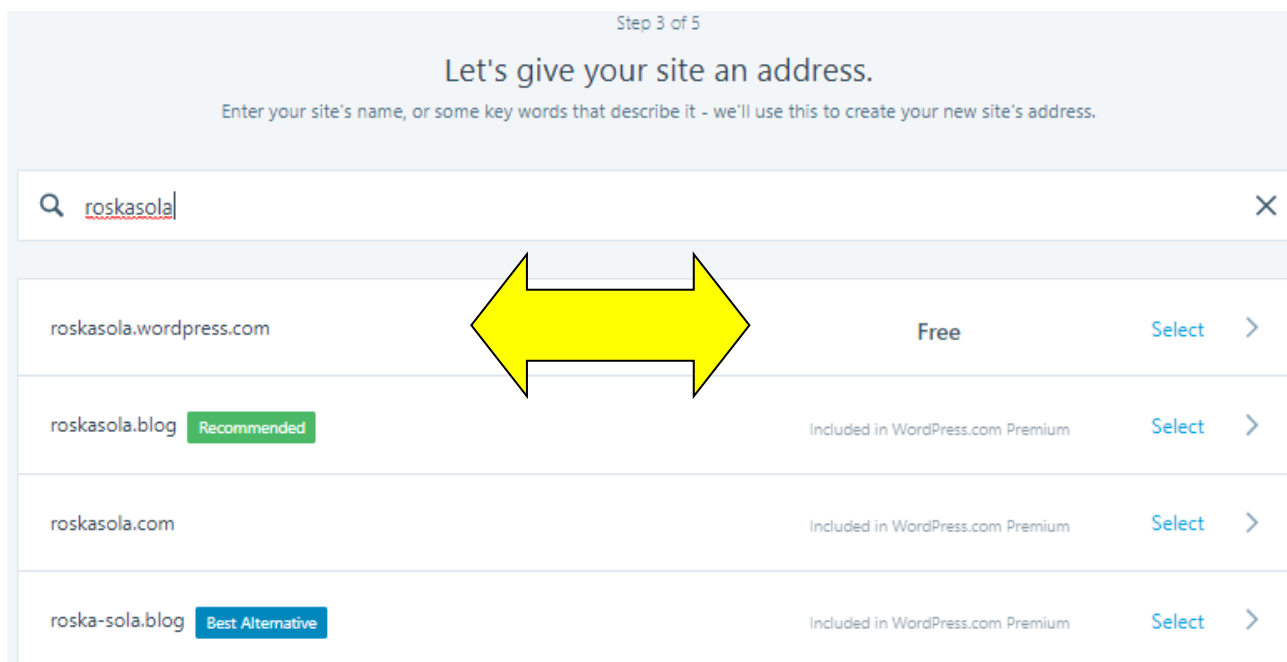 Step 3 of 5
Let's give your site an address.
Enter your site's name, or some key words that describe it - we'll use this to create your new site's address.
roskasola
roskasola.wordpress.com Free Select
roskasola.blog Recommended Included in WordPress.com Premium Select
roskasola.com Included in WordPress.com Premium Select
roska-sola.blog Best Alternative Included in WordPress.com Premium Select